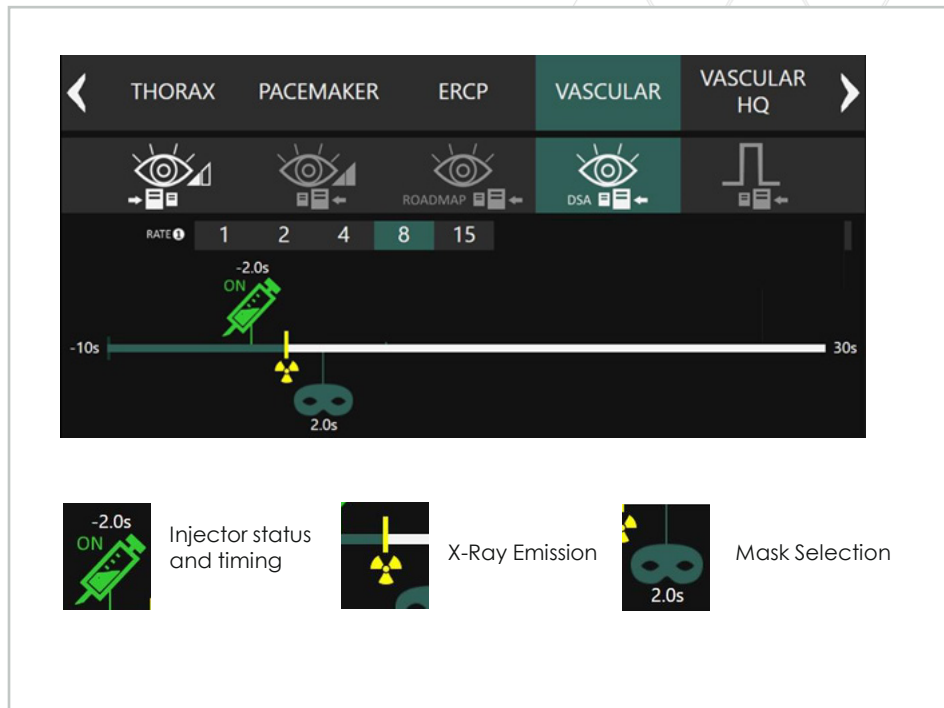 THORAX PACEMAKER ERCP VASCULAR VASCULAR
HQ
ROADMAP DSA
RATE 1 1 2 4 8 15
-2.0s
ON
-10s 30s
2.0s
-2.0s
ON
Injector status
and timing
X-Ray Emission
Mask Selection
2.0s